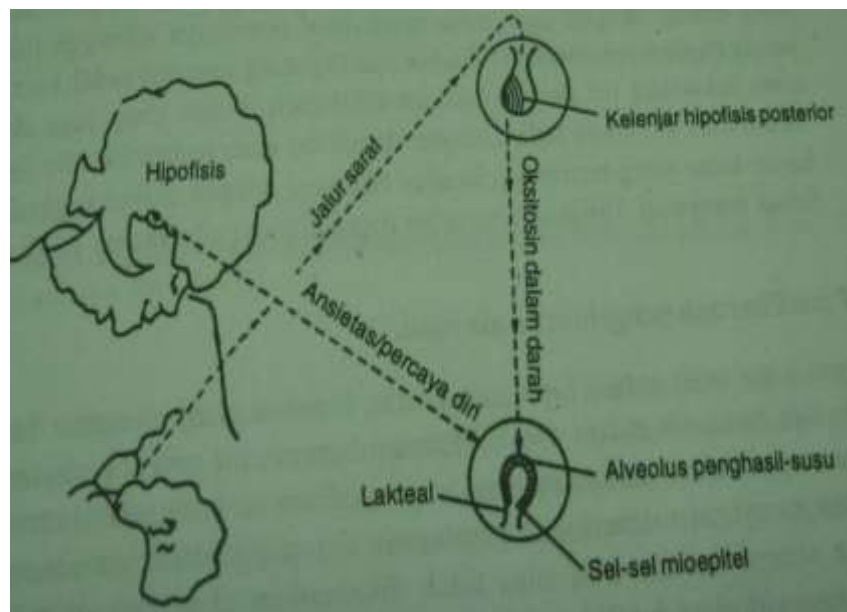 Kelenjar hipofisis posterior
Hipofisis
Jalur saraf
Oksitosin dalam darah
Ansietas/percaya diri
Alveolus penghasil-susu
Lakteal
Sel-sel mioepitel